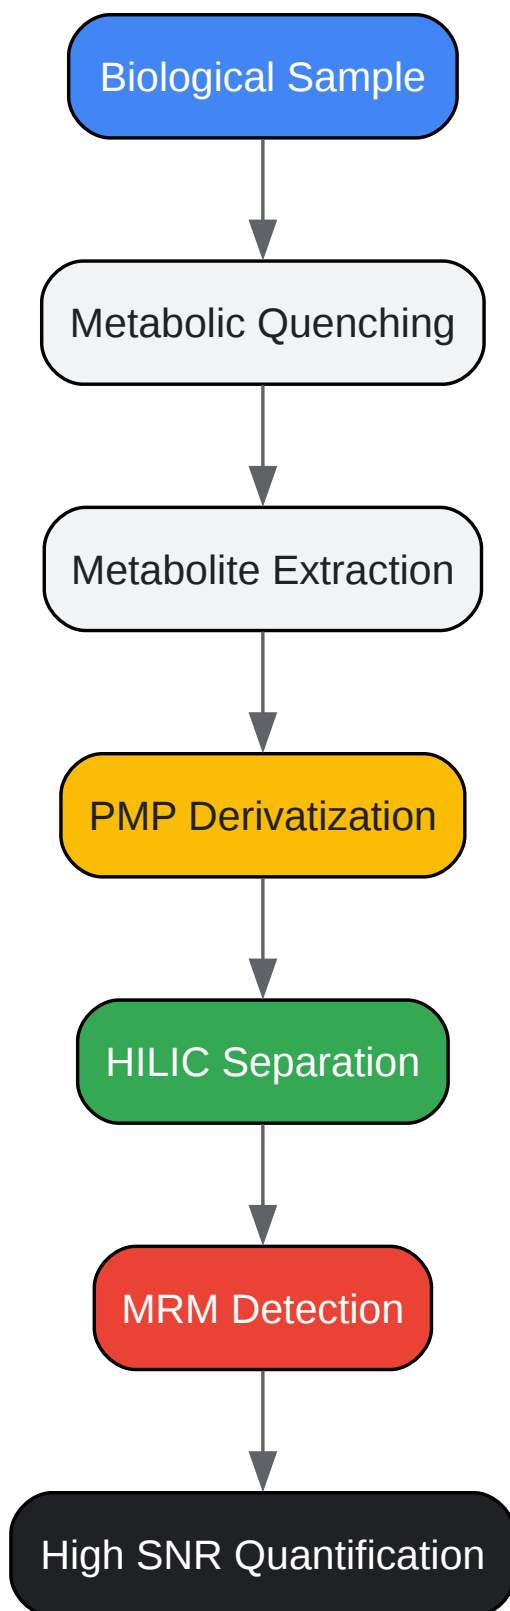 Biological Sample
Metabolic Quenching
Metabolite Extraction
PMP Derivatization
HILIC Separation
MRM Detection
High SNR Quantification